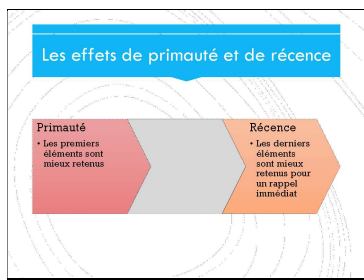 Les effets de primauté et de récence
Primauté
• Les premiers
éléments sont
mieux retenus
Récence
• Les derniers
éléments
sont mieux
retenus pour
un rappel
immédiat